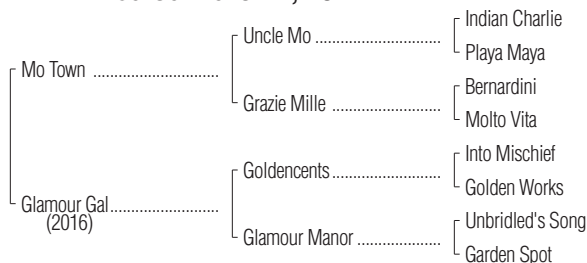 Indian Charlie
Uncle Mo
Playa Maya
Mo Town
Bernardini
Grazie Mille
Molto Vita
Into Mischief
Goldencents
Golden Works
Glamour Gal
(2016)
Unbridled's Song
Glamour Manor
Garden Spot